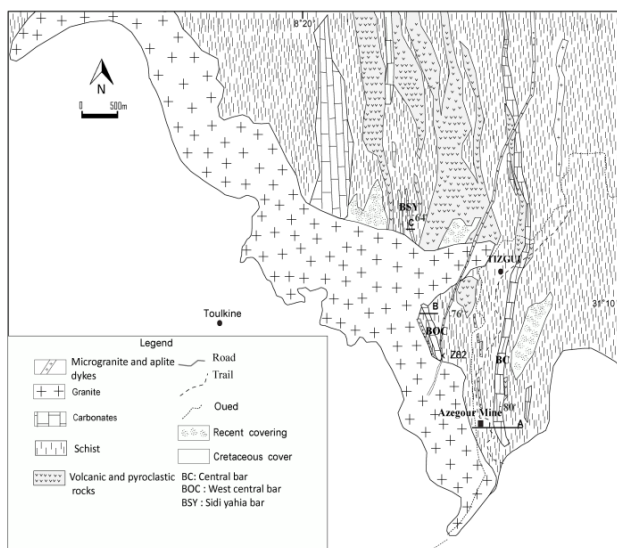 8°20'
N
0 500m
BSY
64
C
TIZGUI
31°10
B
76
BOC
Z62
BC
Toulkine
80
Azegour Mine
A
Legend
Microgranite and aplite
dykes
Granite
Carbonates
Schist
Volcanic and pyroclastic
rocks
Road
Trail
Oued
Recent covering
Cretaceous cover
BC: Central bar
BOC : West central bar
BSY : Sidi yahia bar